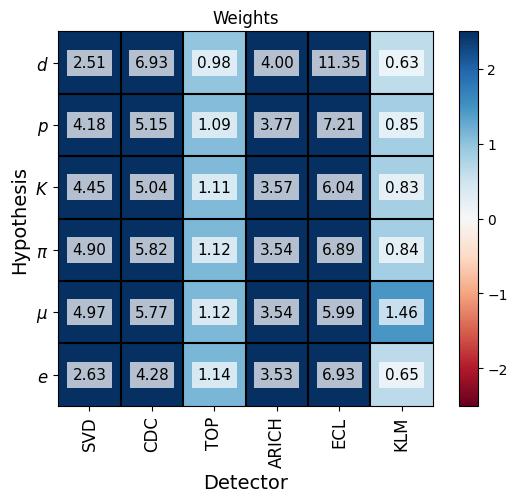 Weights
d 2.51 6.93 0.98 4.00 11.35 0.63
p 4.18 5.15 1.09 3.77 7.21 0.85
K 4.45 5.04 1.11 3.57 6.04 0.83
π 4.90 5.82 1.12 3.54 6.89 0.84
μ 4.97 5.77 1.12 3.54 5.99 1.46
e 2.63 4.28 1.14 3.53 6.93 0.65
SVD CDC TOP ARICH ECL KLM
Detector
Hypothesis
2
1
0
−1
−2